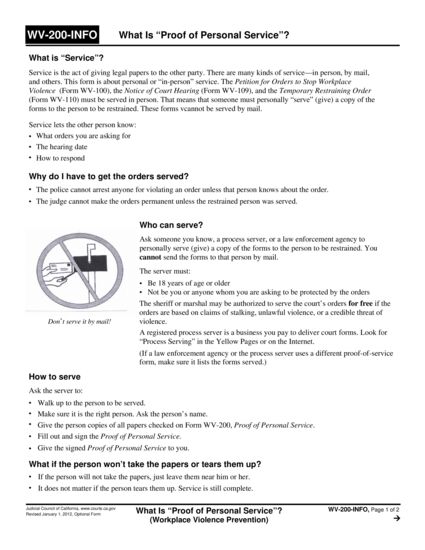 WV-200-INFO What Is “Proof of Personal Service”?
What is “Service”?
Service is the act of giving legal papers to the other party. There are many kinds of service—in person, by mail,
and others. This form is about personal or “in-person” service. The Petition for Orders to Stop Workplace
Violence (Form WV-100), the Notice of Court Hearing (Form WV-109), and the Temporary Restraining Order
(Form WV-110) must be served in person. That means that someone must personally “serve” (give) a copy of the
forms to the person to be restrained. These forms vcannot be served by mail.
Service lets the other person know:
• What orders you are asking for
• The hearing date
• How to respond
Why do I have to get the orders served?
• The police cannot arrest anyone for violating an order unless that person knows about the order.
• The judge cannot make the orders permanent unless the restrained person was served.
Don’t serve it by mail!
Who can serve?
Ask someone you know, a process server, or a law enforcement agency to
personally serve (give) a copy of the forms to the person to be restrained. You
cannot send the forms to that person by mail.
The server must:
• Be 18 years of age or older
• Not be you or anyone whom you are asking to be protected by the orders
The sheriff or marshal may be authorized to serve the court’s orders for free if the
orders are based on claims of stalking, unlawful violence, or a credible threat of
violence.
A registered process server is a business you pay to deliver court forms. Look for
“Process Serving” in the Yellow Pages or on the Internet.
(If a law enforcement agency or the process server uses a different proof-of-service
form, make sure it lists the forms served.)
How to serve
Ask the server to:
• Walk up to the person to be served.
• Make sure it is the right person. Ask the person’s name.
• Give the person copies of all papers checked on Form WV-200, Proof of Personal Service.
• Fill out and sign the Proof of Personal Service.
• Give the signed Proof of Personal Service to you.
What if the person won’t take the papers or tears them up?
• If the person will not take the papers, just leave them near him or her.
• It does not matter if the person tears them up. Service is still complete.
Judicial Council of California, www.courts.ca.gov
Revised January 1, 2012, Optional Form
What Is “Proof of Personal Service”?
(Workplace Violence Prevention)
WV-200-INFO, Page 1 of 2
→